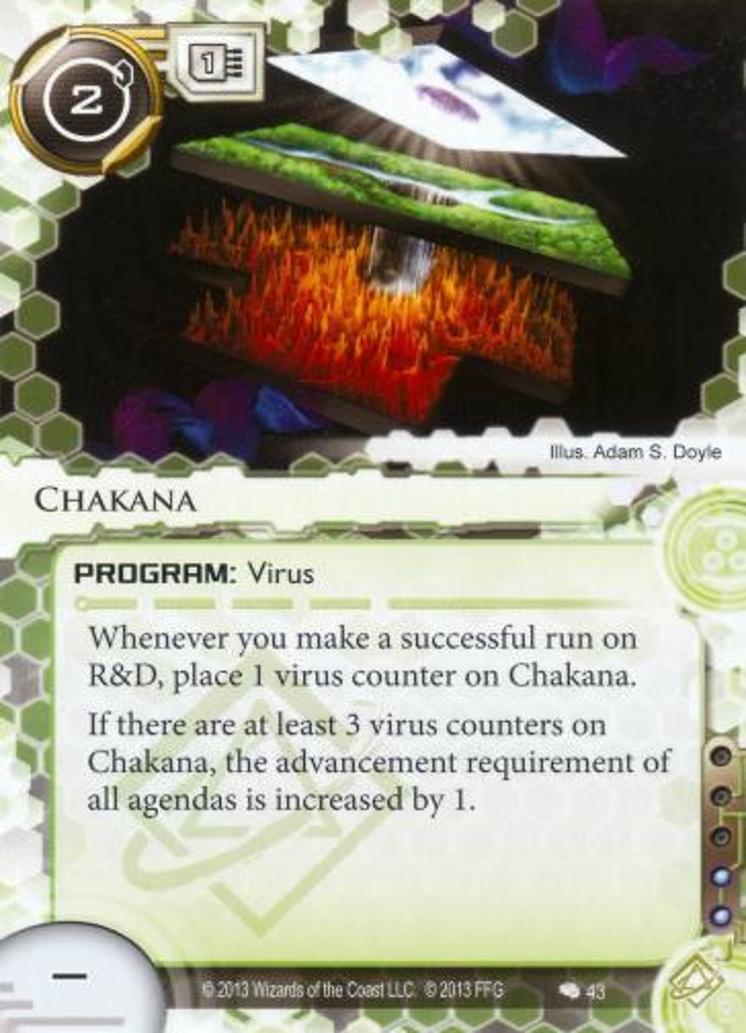 2
1
Illus. Adam S. Doyle
CHAKANA
PROGRAM: Virus
Whenever you make a successful run on
R&D, place 1 virus counter on Chakana.
If there are at least 3 virus counters on
Chakana, the advancement requirement of
all agendas is increased by 1.
–
© 2013 Wizards of the Coast LLC. © 2013 FFG
43